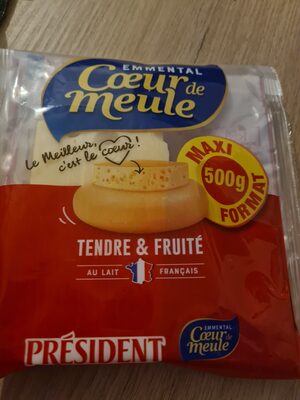 EMMENTAL
Cœur de
meule
Le Meilleur,
c'est le cœur !
MAXI
500g
FORMAT
TENDRE & FRUITÉ
AU LAIT FRANÇAIS
PRÉSIDENT
EMMENTAL
Cœur de
meule